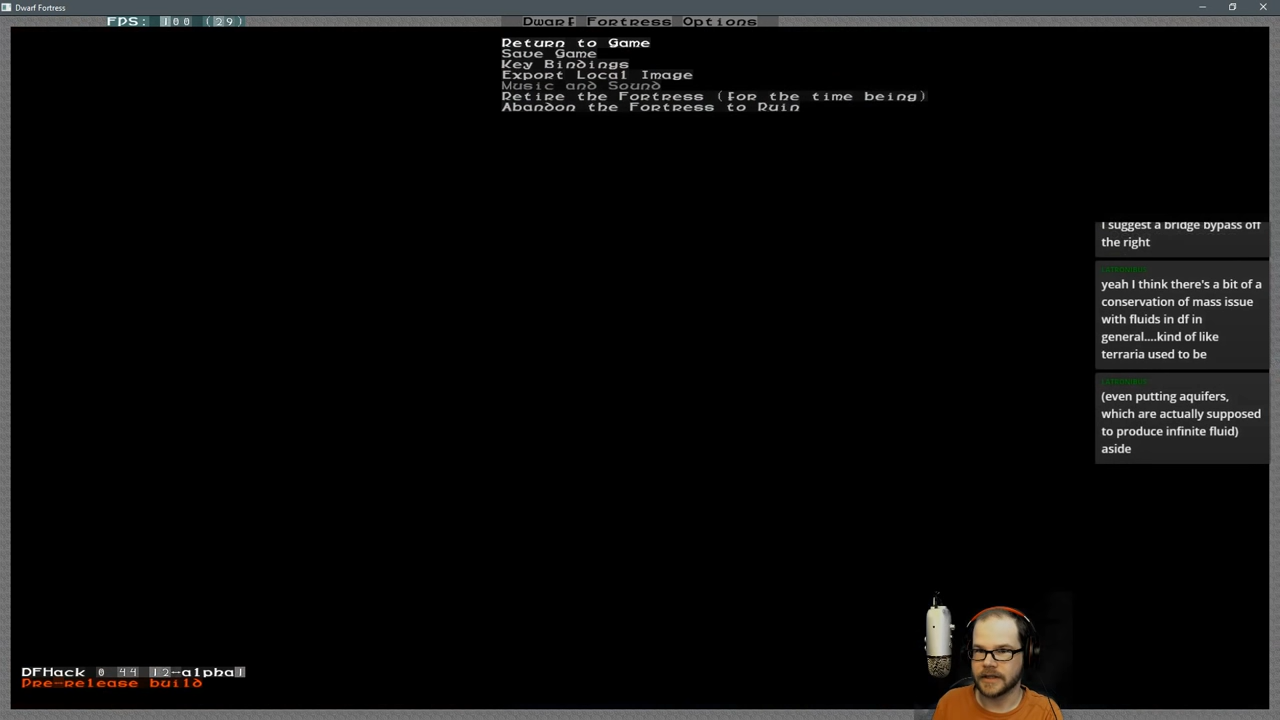 Dwarf Fortress
FPS: 100 (29)
Dwarf Fortress Options
Return to Game
Save Game
Key Bindings
Export Local Image
Music and Sound
Retire the Fortress (for the time being)
Abandon the Fortress to Ruin
I suggest a bridge bypass off
the right
yeah I think there's a bit of a
conservation of mass issue
with fluids in df in
general....kind of like
terraria used to be
(even putting aquifers,
which are actually supposed
to produce infinite fluid)
aside
DFHack 0 44 12-alpha1
Pre-release build